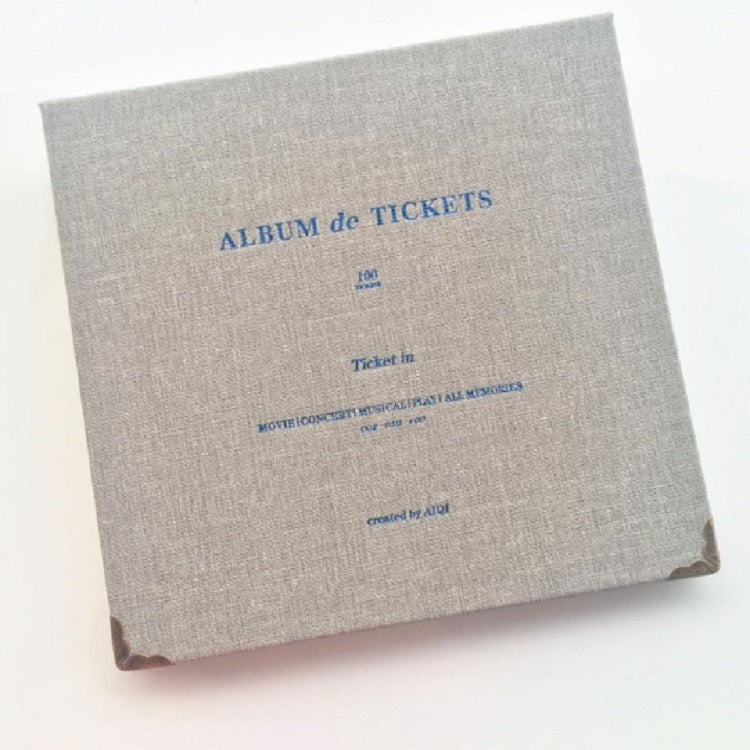 ALBUM de TICKETS
100
Ticket in
MOVIE | CONCERT | MUSICAL | PLAY | ALL MEMORIES
created by AIQI